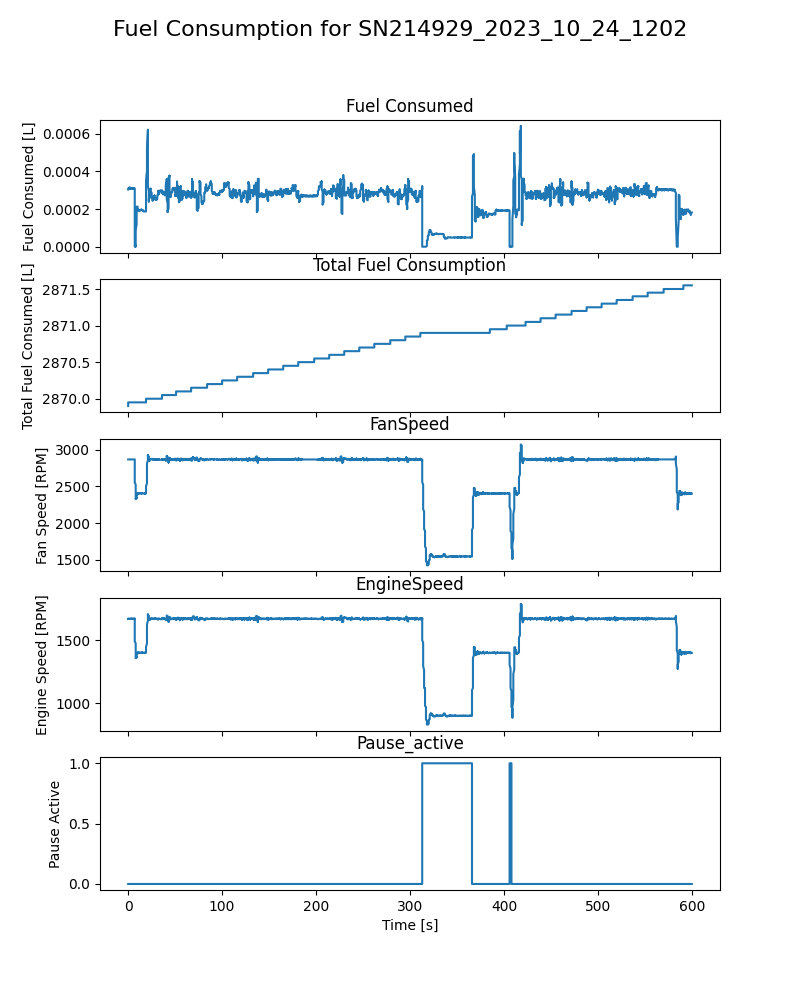 Fuel Consumption for SN214929_2023_10_24_1202
Fuel Consumed
Fuel Consumed [L]
0.0006
0.0004
0.0002
0.0000
Total Fuel Consumption
Total Fuel Consumed [L]
2871.5
2871.0
2870.5
2870.0
FanSpeed
Fan Speed [RPM]
3000
2500
2000
1500
EngineSpeed
Engine Speed [RPM]
1500
1000
Pause_active
Pause Active
1.0
0.5
0.0
0 100 200 300 400 500 600
Time [s]